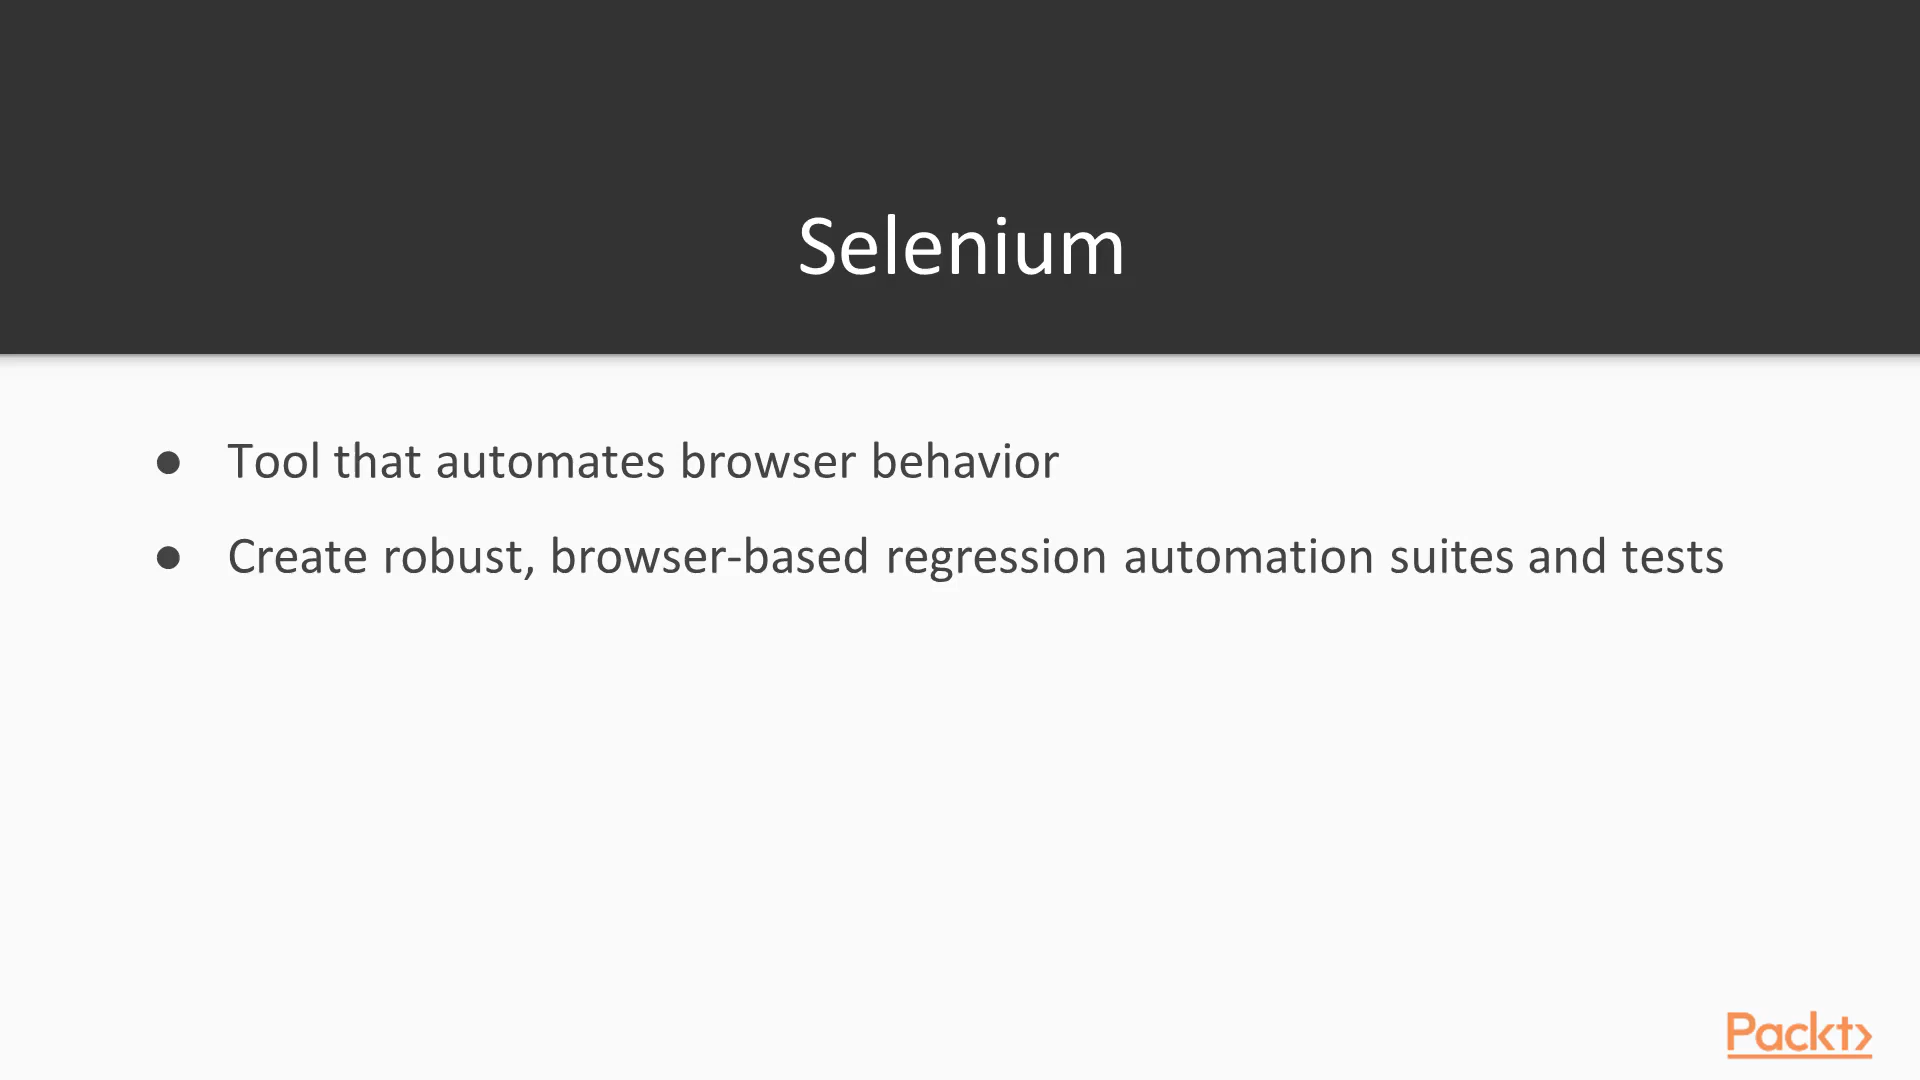 Selenium
● Tool that automates browser behavior
● Create robust, browser-based regression automation suites and tests
Packt>